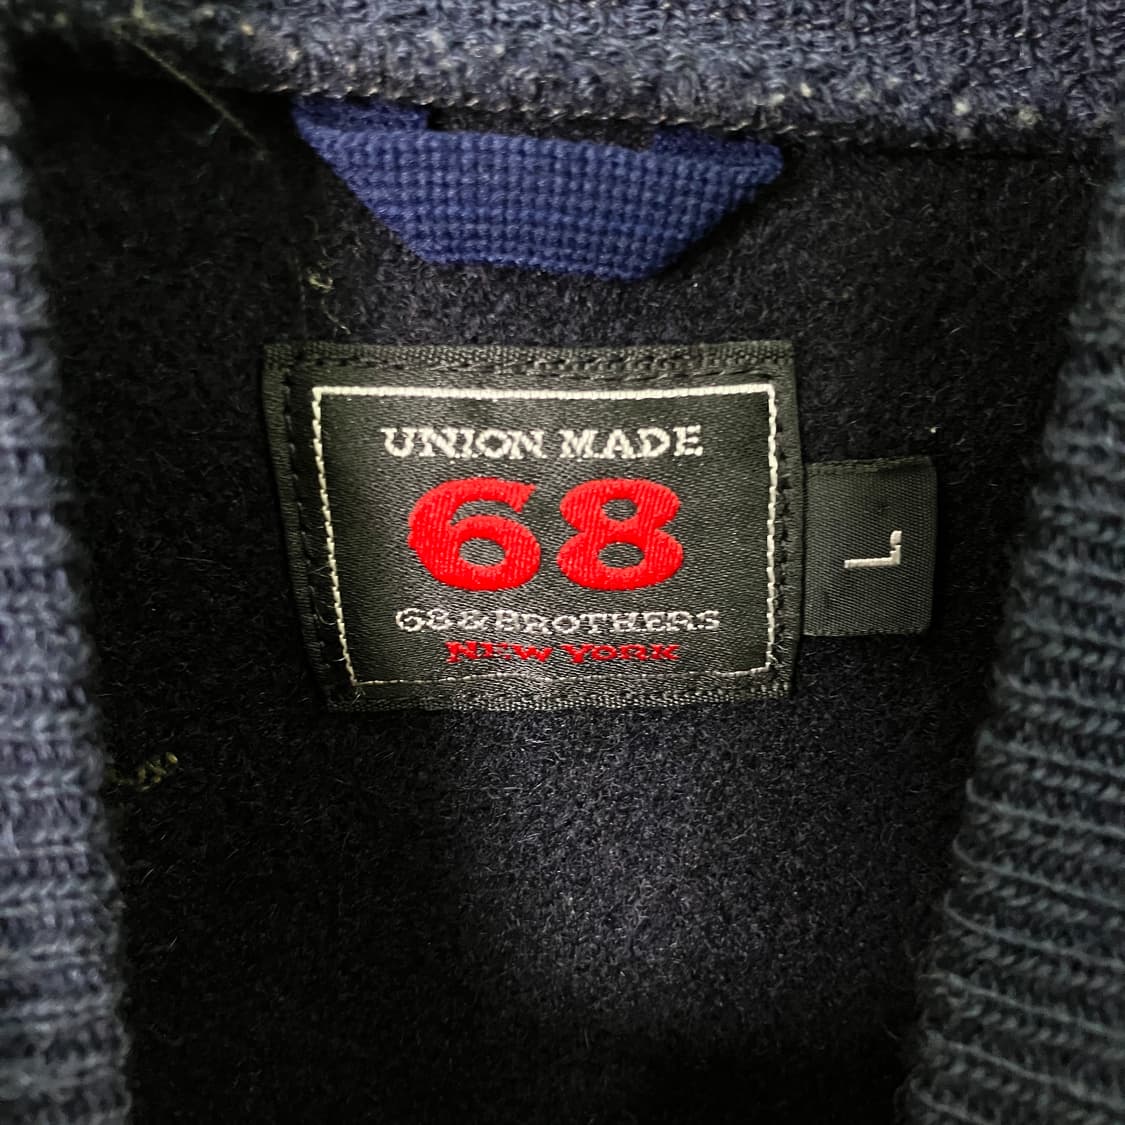 UNION MADE
68
68&BROTHERS
NEW YORK
L